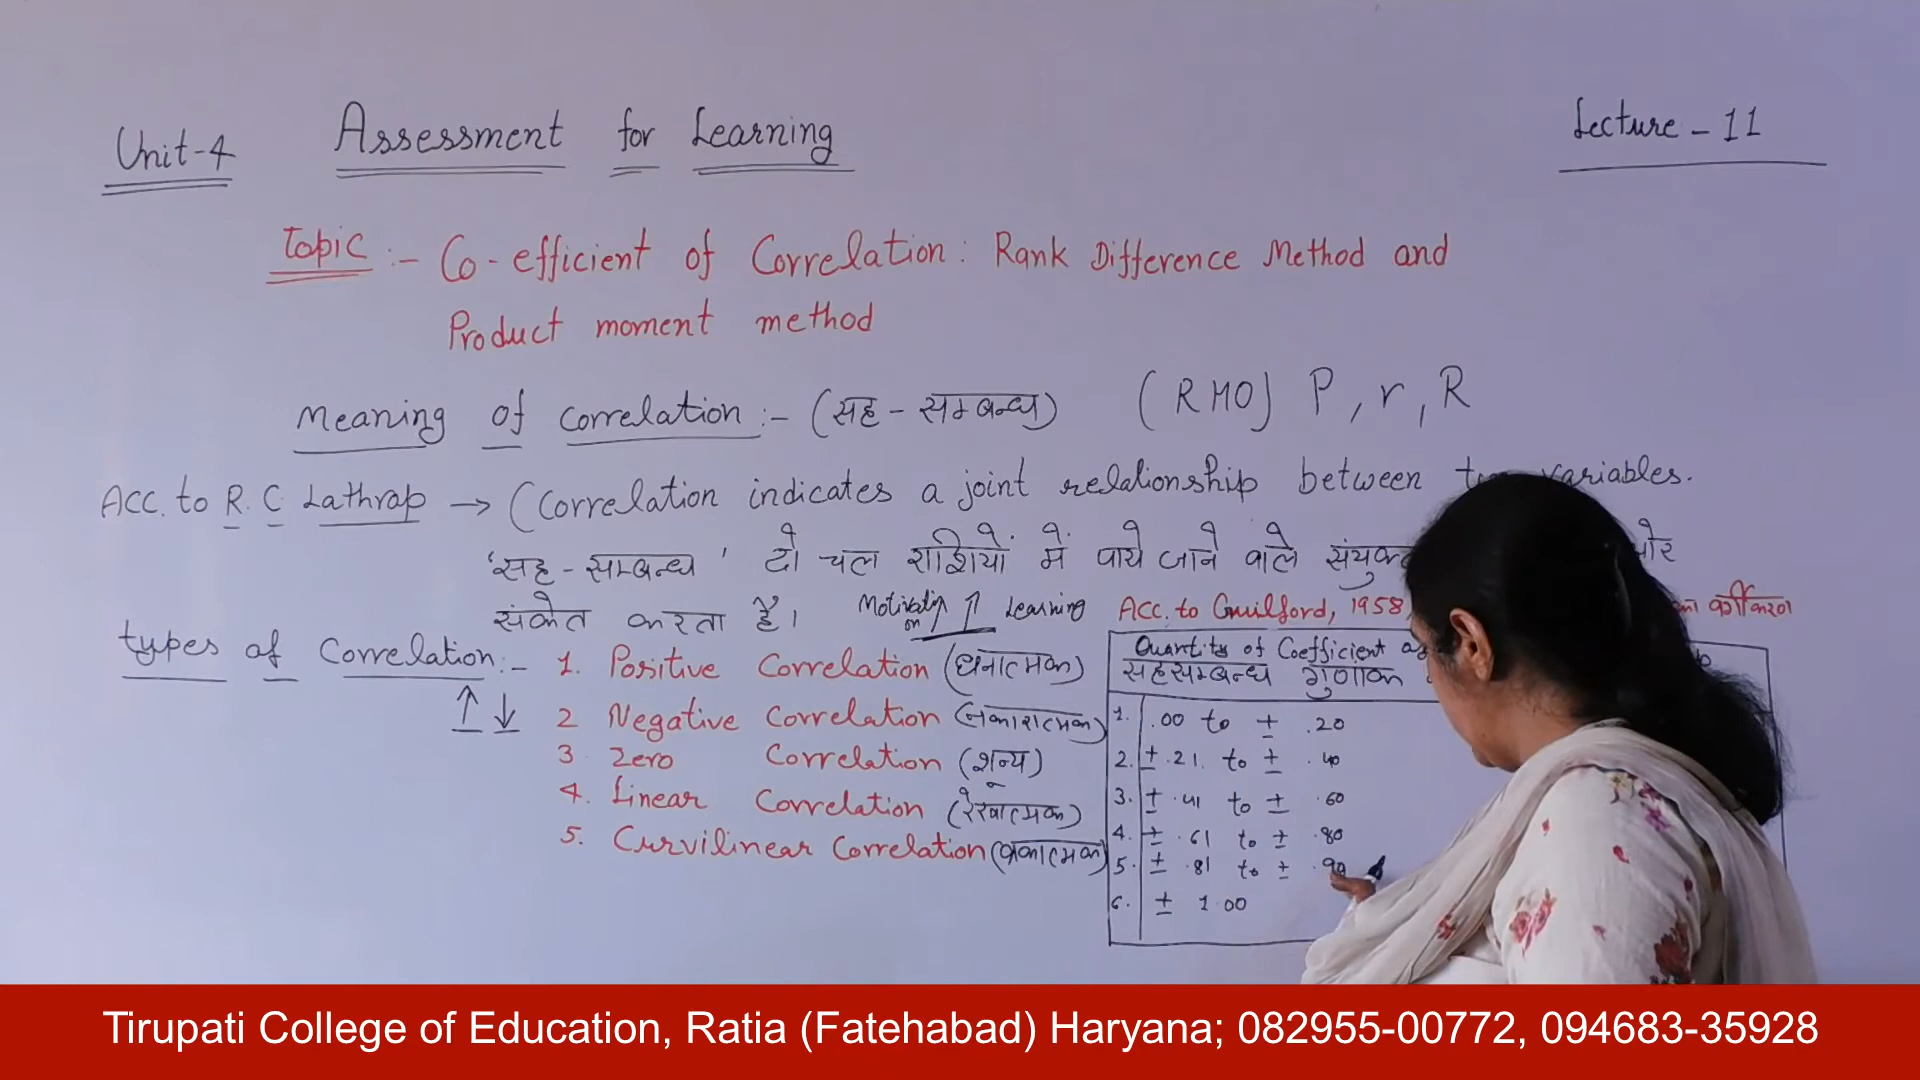 Unit-4 Assessment for Learning Lecture - 11
Topic :- Co-efficient of Correlation : Rank Difference Method and
Product moment method
Meaning of Correlation :- (सह - सम्बन्ध) (RHO) P, r, R
Acc. to R. C Lathrap → (Correlation indicates a joint relationship between variables.
'सह - सम्बन्ध ' दो चल राशियों में पाये जाने वाले
संकेत करता है। Motivation ↑ Learning Acc. to Guilford, 1958
types of Correlation :- 1. Positive Correlation (धनात्मक)
↑ ↓ 2 Negative Correlation (नकारात्मक)
3 Zero Correlation (शून्य)
4. Linear Correlation (रेखात्मक)
5. Curvilinear Correlation
Quantity of Coefficient
सहसम्बन्ध गुणांक
1. .00 to ± .20
2. ± .21. to ± .40
3. ± .41 to ± .60
4. ± .61 to ± .80
5. ± .81 to ± .90
6. ± 1.00
Tirupati College of Education, Ratia (Fatehabad) Haryana; 082955-00772, 094683-35928